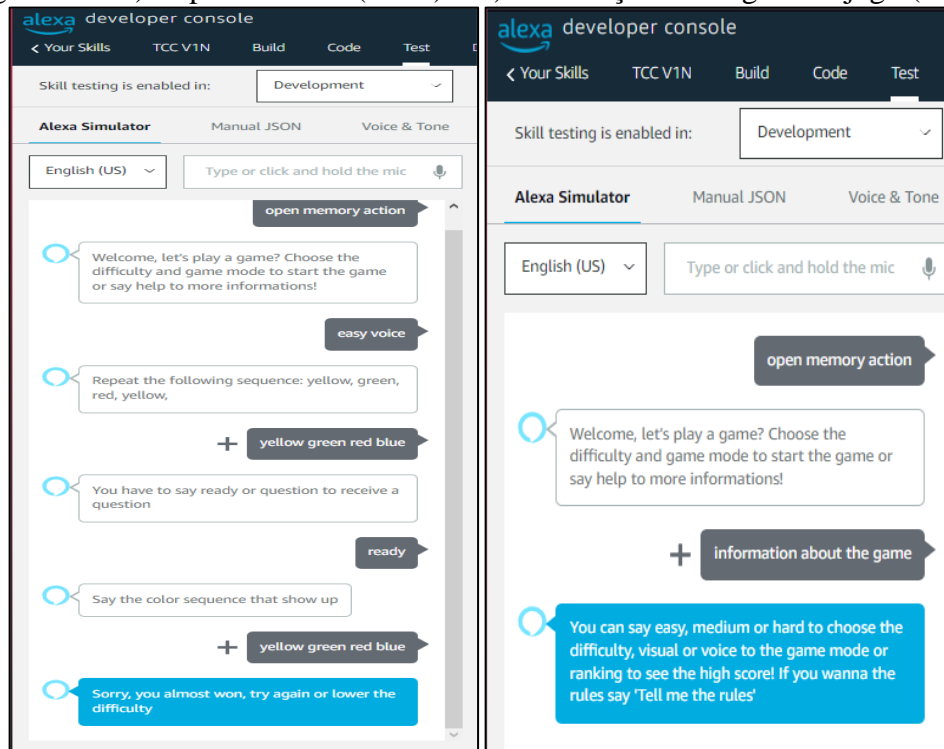 alexa developer console
< Your Skills TCC V1N Build Code Test
Skill testing is enabled in: Development
Alexa Simulator Manual JSON Voice & Tone
English (US) Type or click and hold the mic
open memory action
Welcome, let's play a game? Choose the
difficulty and game mode to start the game
or say help to more informations!
easy voice
Repeat the following sequence: yellow, green,
red, yellow,
+ yellow green red blue
You have to say ready or question to receive a
question
ready
Say the color sequence that show up
+ yellow green red blue
Sorry, you almost won, try again or lower the
difficulty
alexa developer console
< Your Skills TCC V1N Build Code Test
Skill testing is enabled in: Development
Alexa Simulator Manual JSON Voice & Tone
English (US) Type or click and hold the mic
open memory action
Welcome, let's play a game? Choose the
difficulty and game mode to start the game or
say help to more informations!
+ information about the game
You can say easy, medium or hard to choose the
difficulty, visual or voice to the game mode or
ranking to see the high score! If you wanna the
rules say 'Tell me the rules'